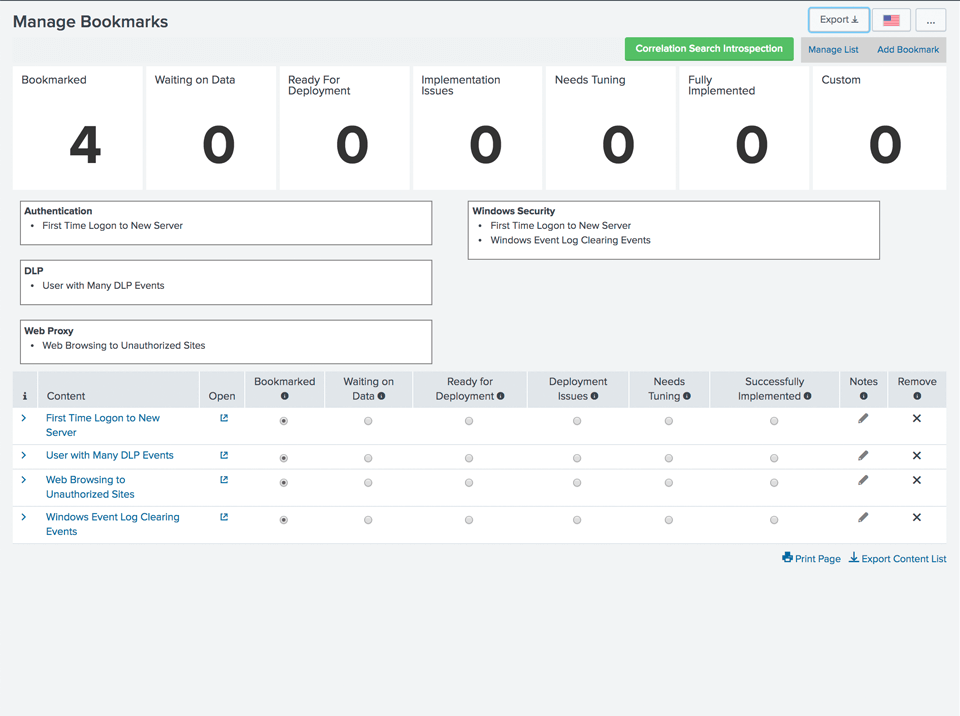 Manage Bookmarks
Export
...
Correlation Search Introspection
Manage List
Add Bookmark
Bookmarked
4
Waiting on Data
0
Ready For
Deployment
0
Implementation
Issues
0
Needs Tuning
0
Fully
Implemented
0
Custom
0
Authentication
• First Time Logon to New Server
Windows Security
• First Time Logon to New Server
• Windows Event Log Clearing Events
DLP
• User with Many DLP Events
Web Proxy
• Web Browsing to Unauthorized Sites
i
Content
Open
Bookmarked
Waiting on
Data
Ready for
Deployment
Deployment
Issues
Needs
Tuning
Successfully
Implemented
Notes
Remove
First Time Logon to New
Server
User with Many DLP Events
Web Browsing to
Unauthorized Sites
Windows Event Log Clearing
Events
Print Page
Export Content List